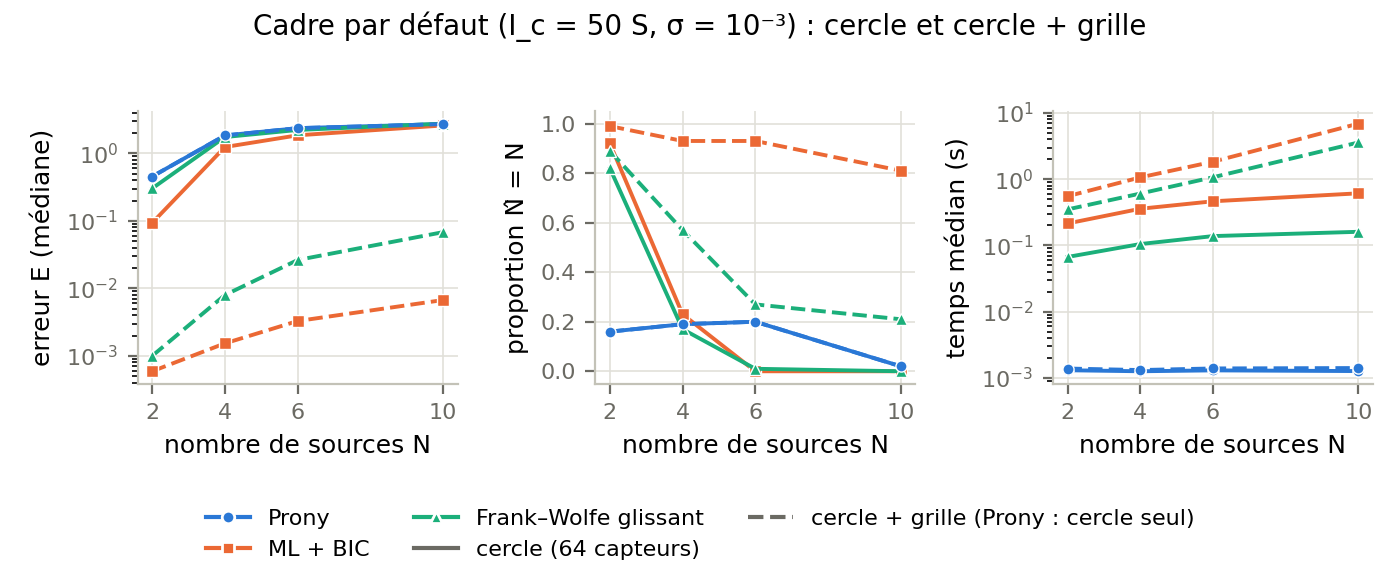 Cadre par défaut (I_c = 50 S, σ = 10⁻³) : cercle et cercle + grille
erreur E (médiane)
10⁰
10⁻¹
10⁻²
10⁻³
2 4 6 10
nombre de sources N
proportion N̂ = N
1.0
0.8
0.6
0.4
0.2
0.0
2 4 6 10
nombre de sources N
temps médian (s)
10¹
10⁰
10⁻¹
10⁻²
10⁻³
2 4 6 10
nombre de sources N
Prony
ML + BIC
Frank–Wolfe glissant
cercle (64 capteurs)
cercle + grille (Prony : cercle seul)